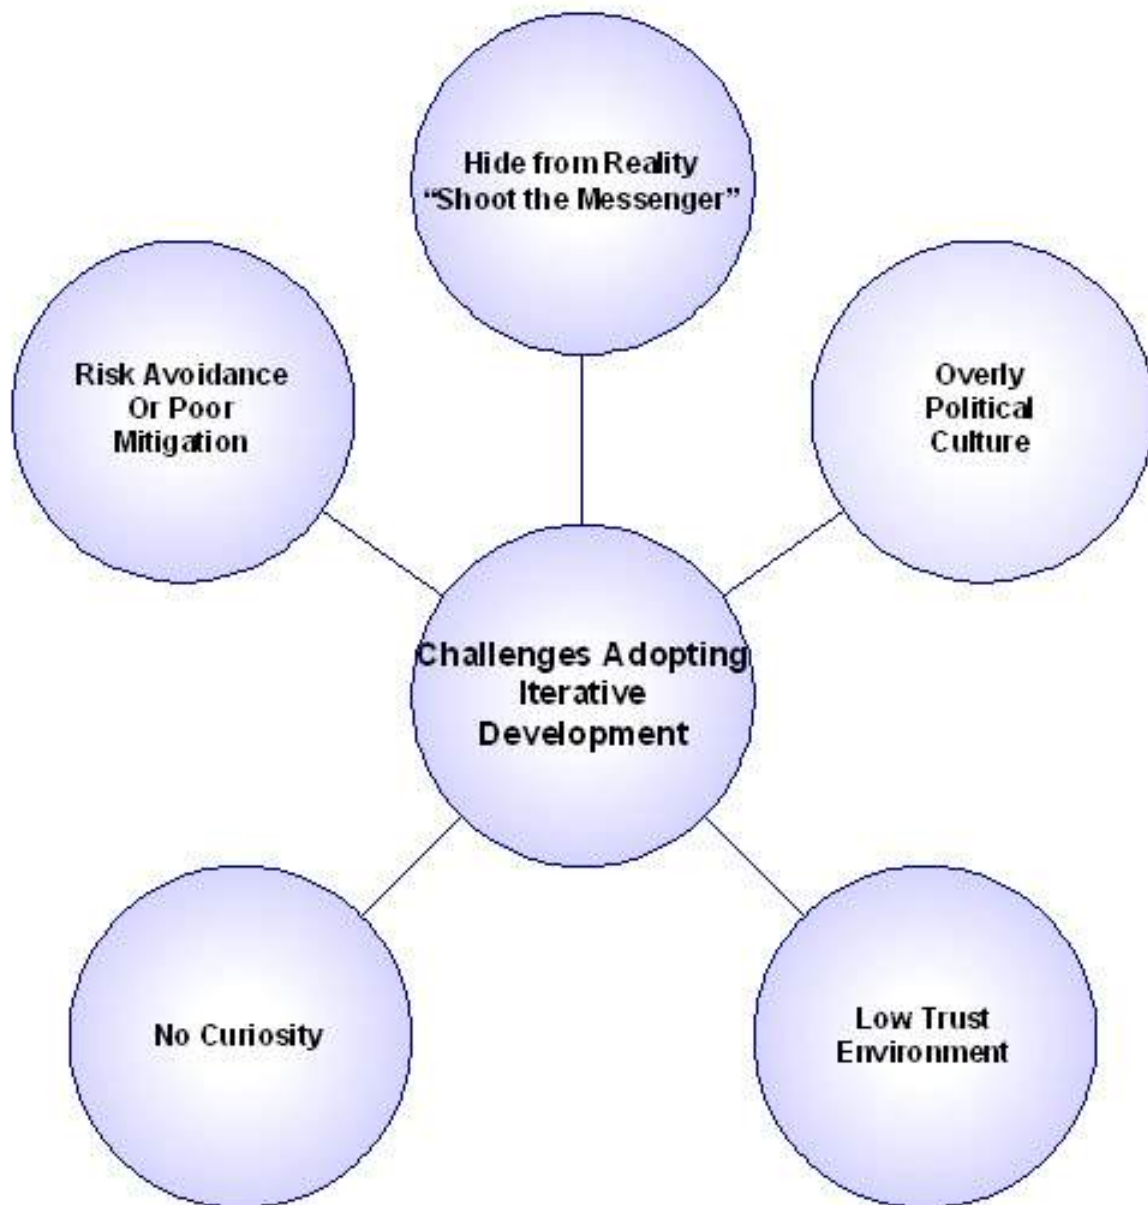 Hide from Reality
“Shoot the Messenger”
Risk Avoidance
Or Poor
Mitigation
Overly
Political
Culture
Challenges Adopting
Iterative
Development
No Curiosity
Low Trust
Environment